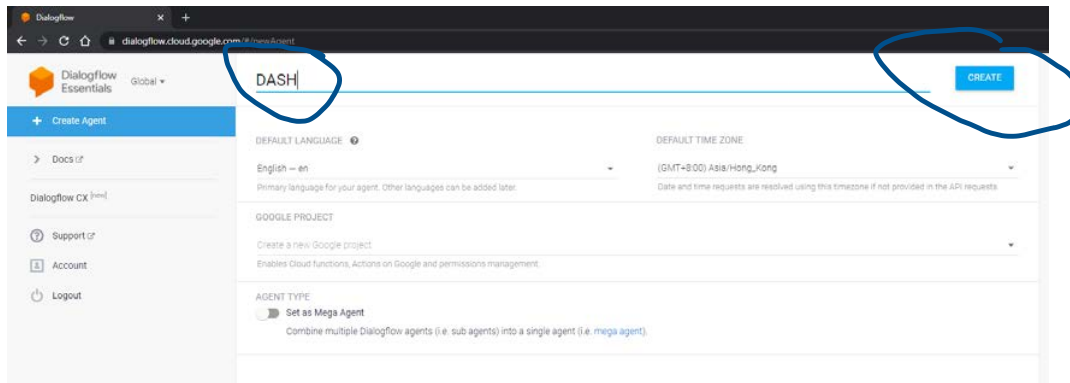 Dialogflow
dialogflow.cloud.google.com/#/newAgent
Dialogflow
Essentials
Global
DASH
CREATE
+ Create Agent
DEFAULT LANGUAGE
DEFAULT TIME ZONE
> Docs
English — en
(GMT+8:00) Asia/Hong_Kong
Primary language for your agent. Other languages can be added later.
Date and time requests are resolved using this timezone if not provided in the API requests.
Dialogflow CX [new]
GOOGLE PROJECT
Support
Create a new Google project
Enables Cloud functions, Actions on Google and permissions management.
Account
Logout
AGENT TYPE
Set as Mega Agent
Combine multiple Dialogflow agents (i.e. sub agents) into a single agent (i.e. mega agent).